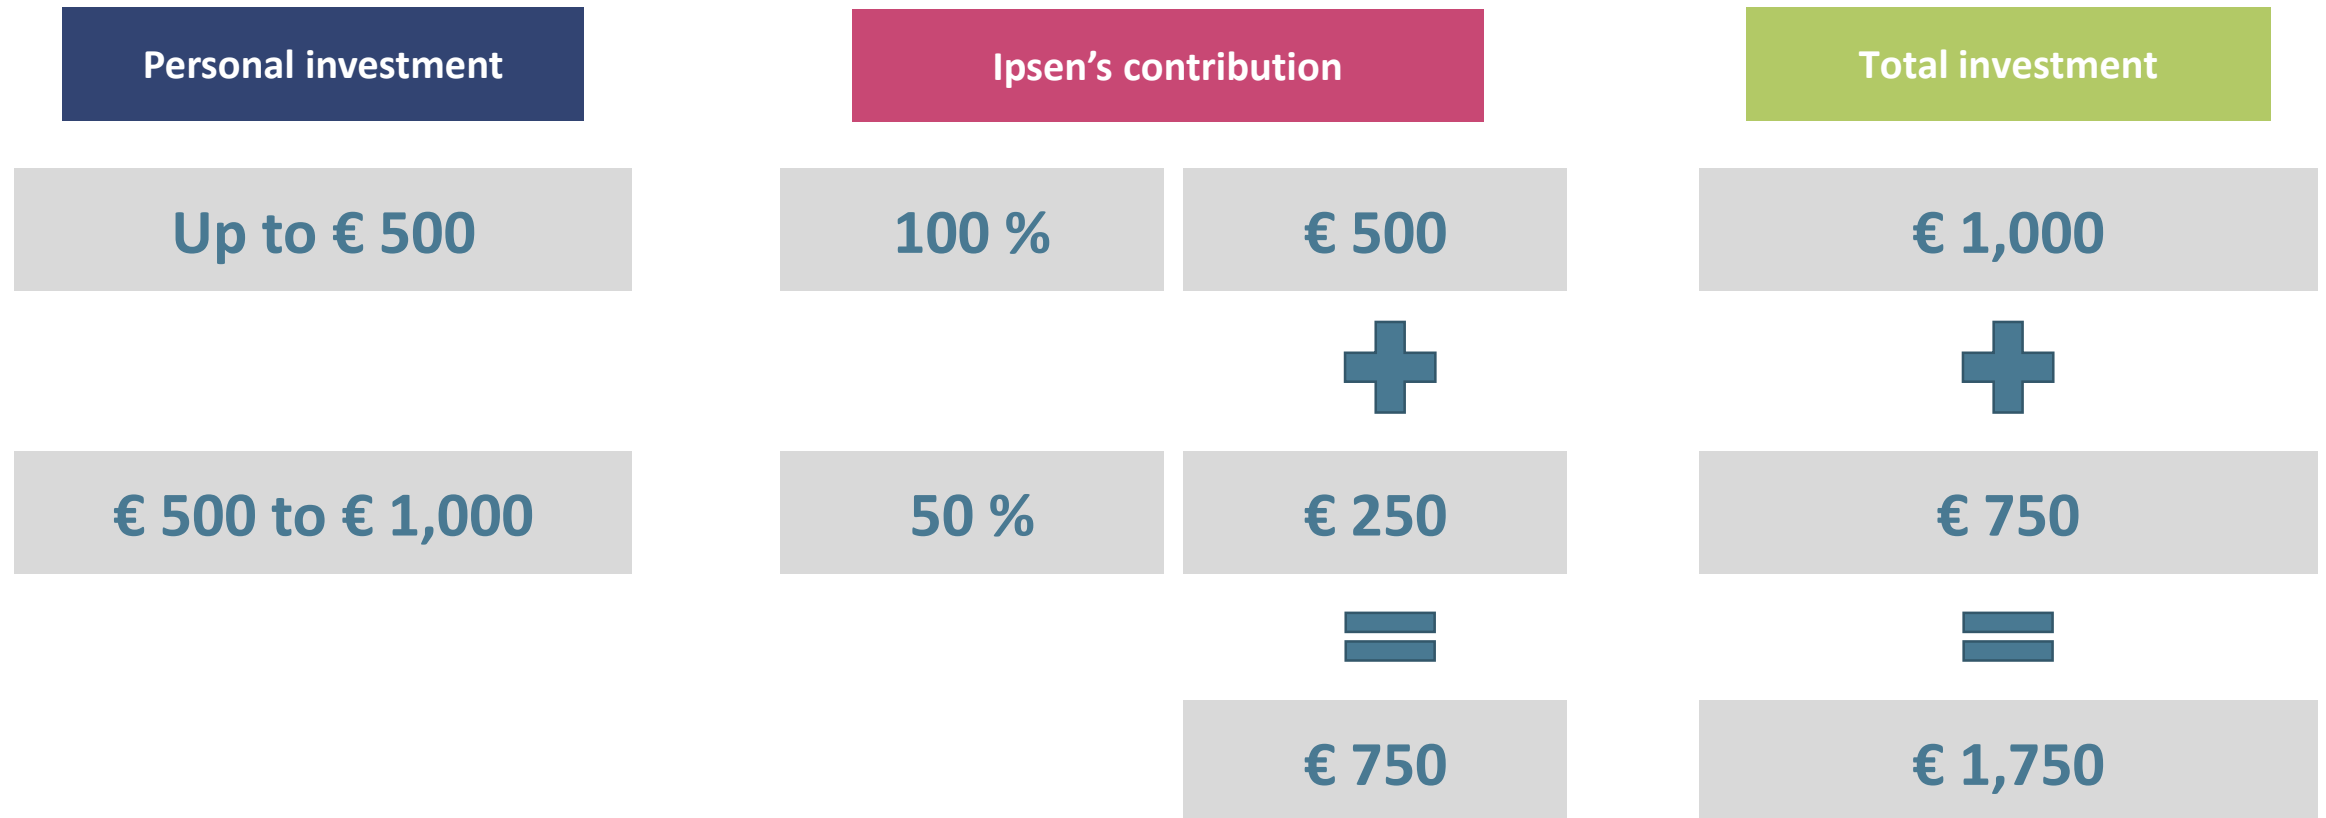 Personal investment
Ipsen’s contribution
Total investment
Up to € 500
100 %
€ 500
€ 1,000
€ 500 to € 1,000
50 %
€ 250
€ 750
€ 750
€ 1,750